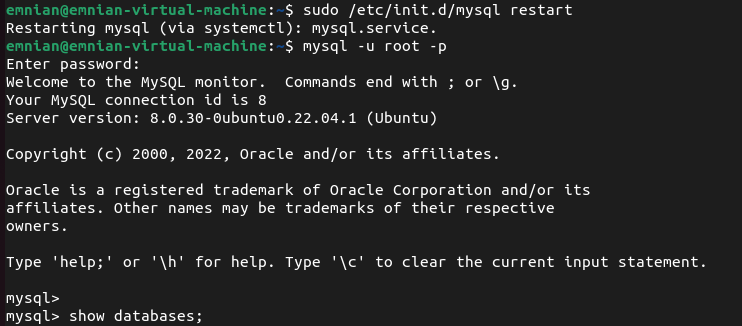 emnian@emnian-virtual-machine:~$ sudo /etc/init.d/mysql restart
Restarting mysql (via systemctl): mysql.service.
emnian@emnian-virtual-machine:~$ mysql -u root -p
Enter password:
Welcome to the MySQL monitor.  Commands end with ; or \g.
Your MySQL connection id is 8
Server version: 8.0.30-0ubuntu0.22.04.1 (Ubuntu)

Copyright (c) 2000, 2022, Oracle and/or its affiliates.

Oracle is a registered trademark of Oracle Corporation and/or its
affiliates. Other names may be trademarks of their respective
owners.

Type 'help;' or '\h' for help. Type '\c' to clear the current input statement.

mysql>
mysql> show databases;